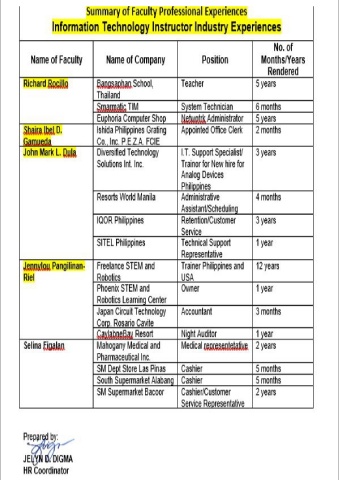 Summary of Faculty Professional Experiences
Information Technology Instructor Industry Experiences
Name of Faculty | Name of Company | Position | No. of Months/Years Rendered
Richard Rocillo | Bangsaphan School, Thailand | Teacher | 5 years
Smarmatic TIM | System Technician | 6 months
Euphoria Computer Shop | Netwotrk Administrator | 5 years
Shaira Ibel D. Gamueda | Ishida Philippines Grating Co., Inc. P.E.Z.A. FCIE | Appointed Office Clerk | 2 months
John Mark L. Dula | Diversified Technology Solutions Int. Inc. | I.T. Support Specialist/ Trainor for New hire for Analog Devices Philippines | 3 years
Resorts World Manila | Administrative Assistant/Scheduling | 4 months
IQOR Philippines | Retention/Customer Service | 3 years
SITEL Philippines | Technical Support Representative | 1 year
Jennylou Pangilinan-Riel | Freelance STEM and Robotics | Trainer Philippines and USA | 12 years
Phoenix STEM and Robotics Learning Center | Owner | 1 year
Japan Circuit Technology Corp. Rosario Cavite | Accountant | 3 months
CaylabneBay Resort | Night Auditor | 1 year
Selina Figalan | Mahogany Medical and Pharmaceutical Inc. | Medical representetative | 2 years
SM Dept Store Las Pinas | Cashier | 5 months
South Supermarket Alabang | Cashier | 5 months
SM Supermarket Bacoor | Cashier/Customer Service Representative | 2 years
Prepared by:
JELYN D. DIGMA
HR Coordinator